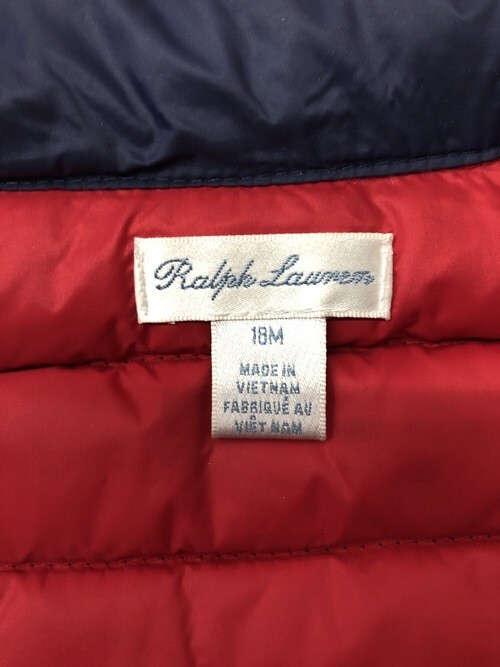 Ralph Lauren
18M
MADE IN
VIETNAM
FABRIQUÉ AU
VIÊT NAM